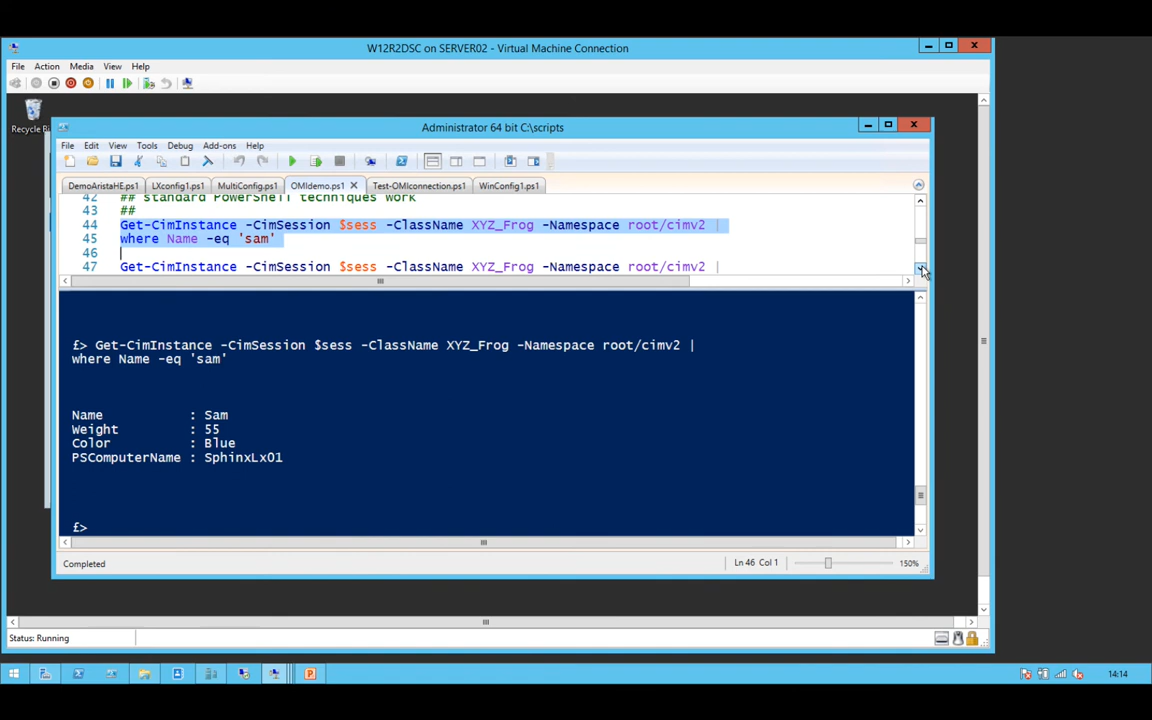 W12R2DSC on SERVER02 - Virtual Machine Connection
File Action Media View Help
Recycle Bi
Administrator 64 bit C:\scripts
File Edit View Tools Debug Add-ons Help
DemoAristaHE.ps1 LXconfig1.ps1 MultiConfig.ps1 OMIdemo.ps1 Test-OMIconnection.ps1 WinConfig1.ps1
42 ## standard PowerShell techniques work
43 ##
44 Get-CimInstance -CimSession $sess -ClassName XYZ_Frog -Namespace root/cimv2 |
45 where Name -eq 'sam'
46
47 Get-CimInstance -CimSession $sess -ClassName XYZ_Frog -Namespace root/cimv2 |
£> Get-CimInstance -CimSession $sess -ClassName XYZ_Frog -Namespace root/cimv2 |
where Name -eq 'sam'
Name : Sam
Weight : 55
Color : Blue
PSComputerName : SphinxLx01
£>
Completed Ln 46 Col 1 150%
Status: Running
14:14